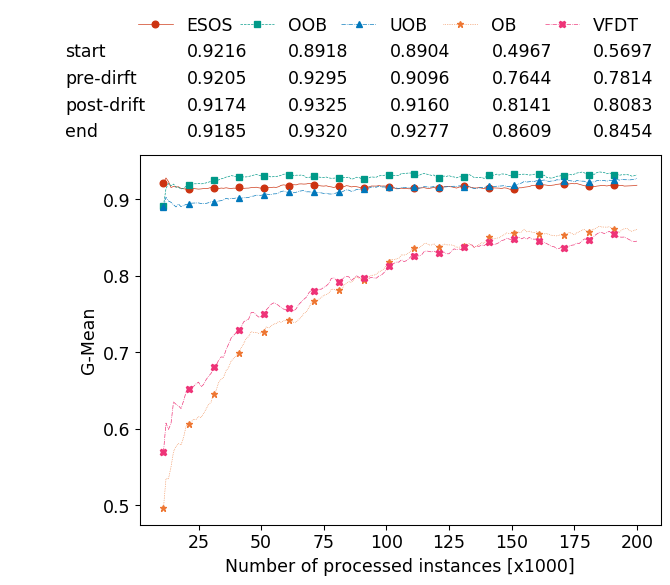 ESOS OOB UOB OB VFDT
start 0.9216 0.8918 0.8904 0.4967 0.5697
pre-dirft 0.9205 0.9295 0.9096 0.7644 0.7814
post-drift 0.9174 0.9325 0.9160 0.8141 0.8083
end 0.9185 0.9320 0.9277 0.8609 0.8454
0.9
0.8
0.7
0.6
0.5
G-Mean
25 50 75 100 125 150 175 200
Number of processed instances [x1000]